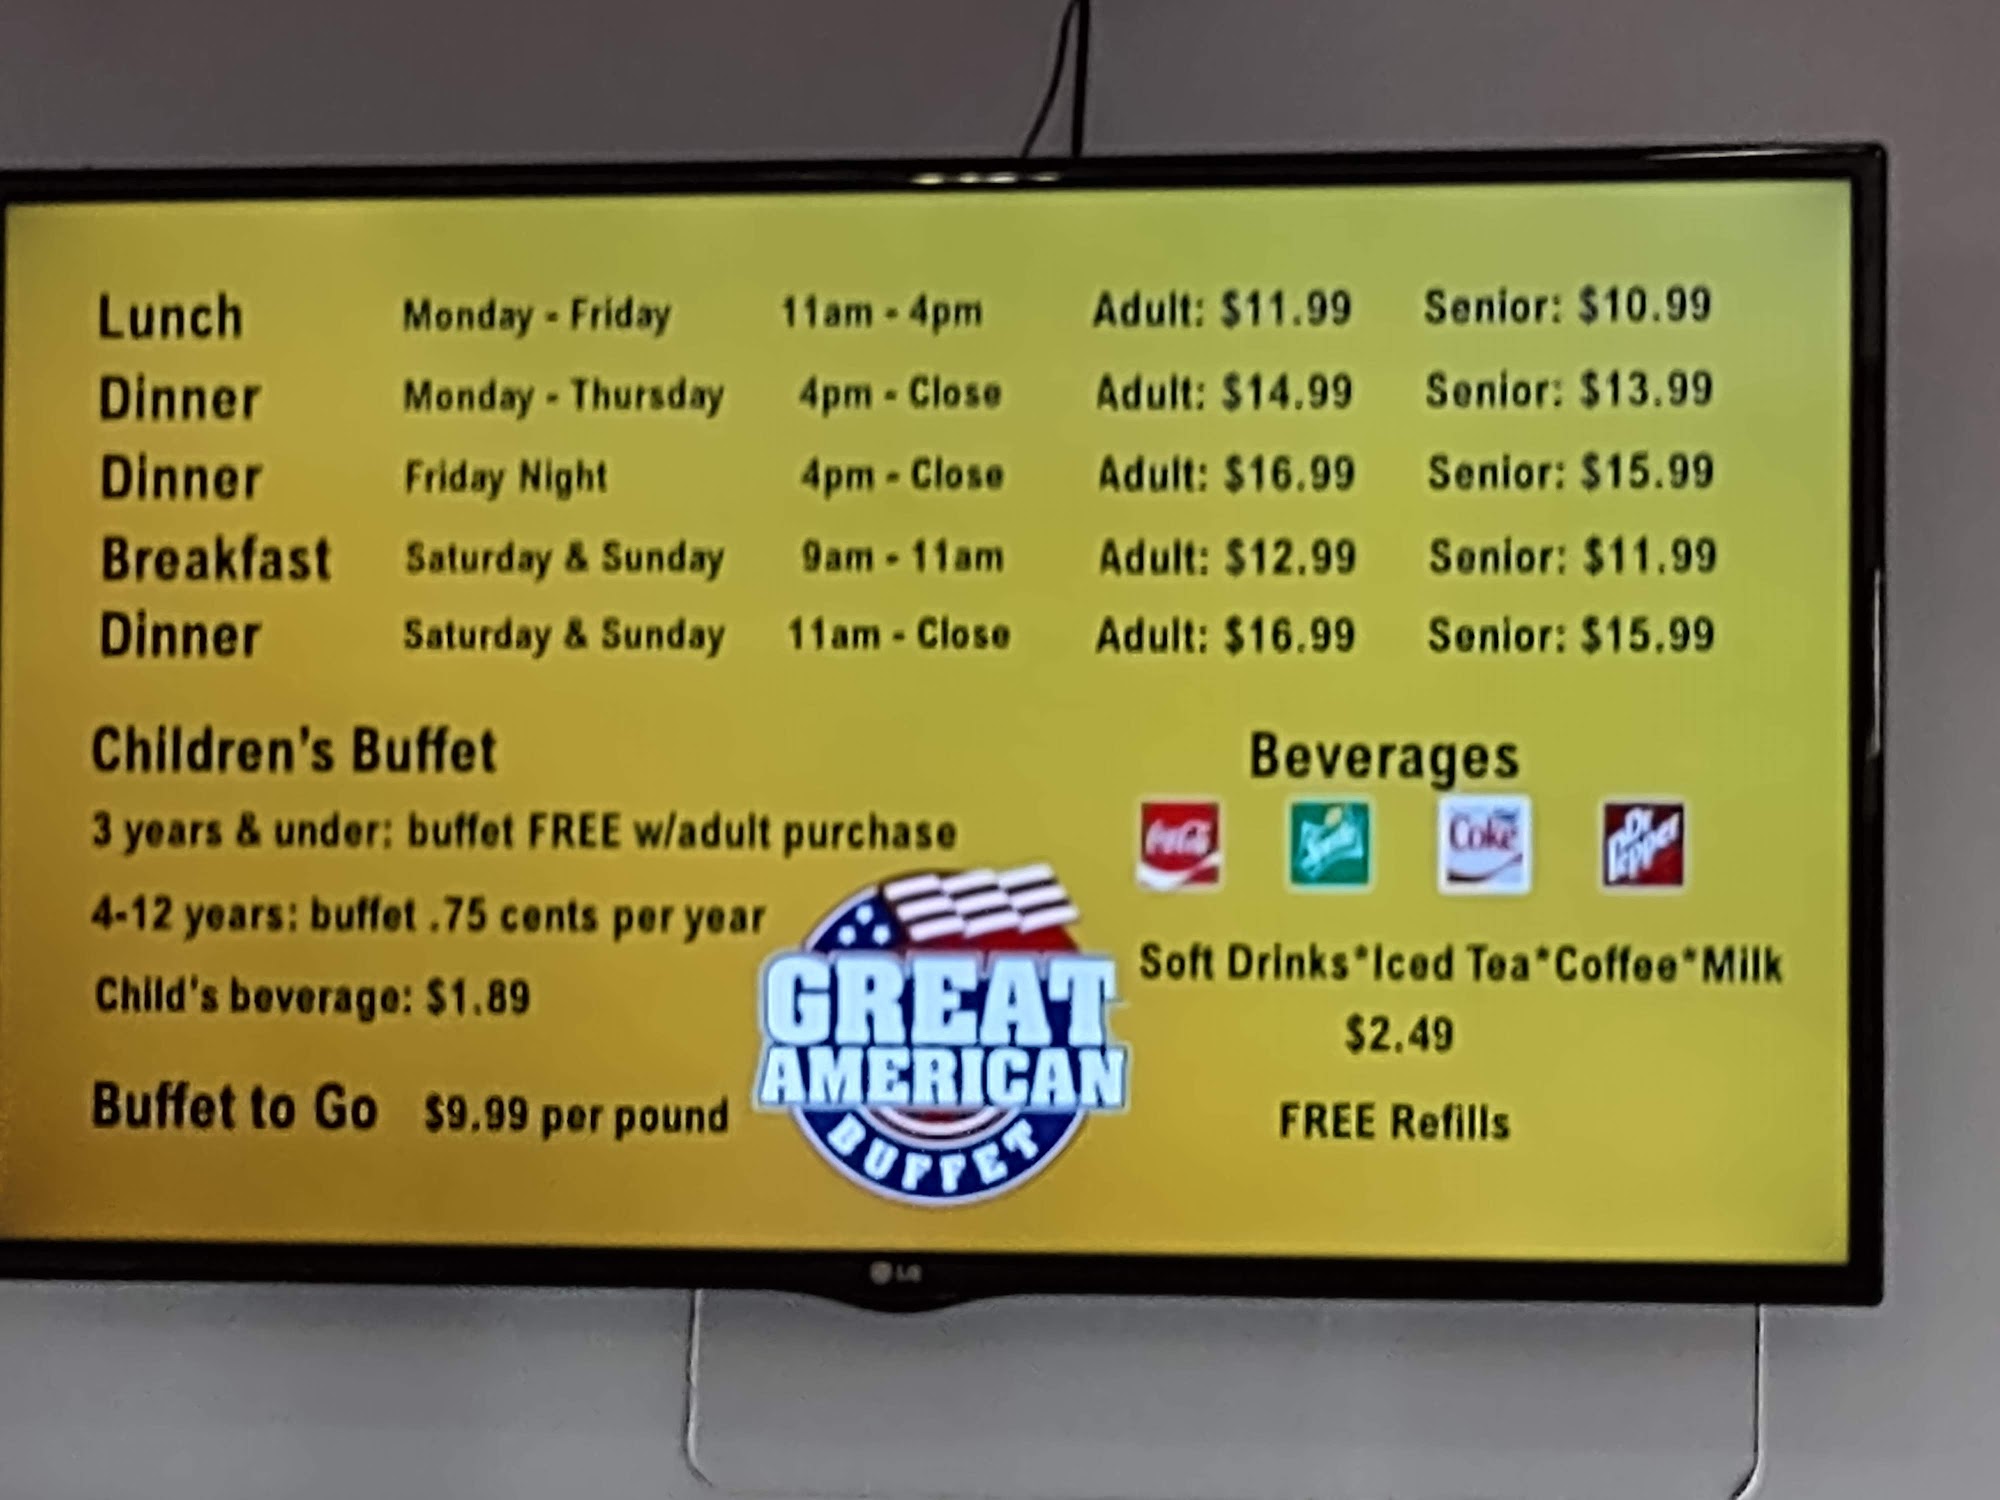 Lunch Monday - Friday 11am - 4pm Adult: $11.99 Senior: $10.99
Dinner Monday - Thursday 4pm - Close Adult: $14.99 Senior: $13.99
Dinner Friday Night 4pm - Close Adult: $16.99 Senior: $15.99
Breakfast Saturday & Sunday 9am - 11am Adult: $12.99 Senior: $11.99
Dinner Saturday & Sunday 11am - Close Adult: $16.99 Senior: $15.99
Children's Buffet
3 years & under: buffet FREE w/adult purchase
4-12 years: buffet .75 cents per year
Child's beverage: $1.89
Buffet to Go $9.99 per pound
GREAT
AMERICAN
BUFFET
Beverages
Coca-Cola Sprite Diet Coke Dr Pepper
Soft Drinks*Iced Tea*Coffee*Milk
$2.49
FREE Refills
LG